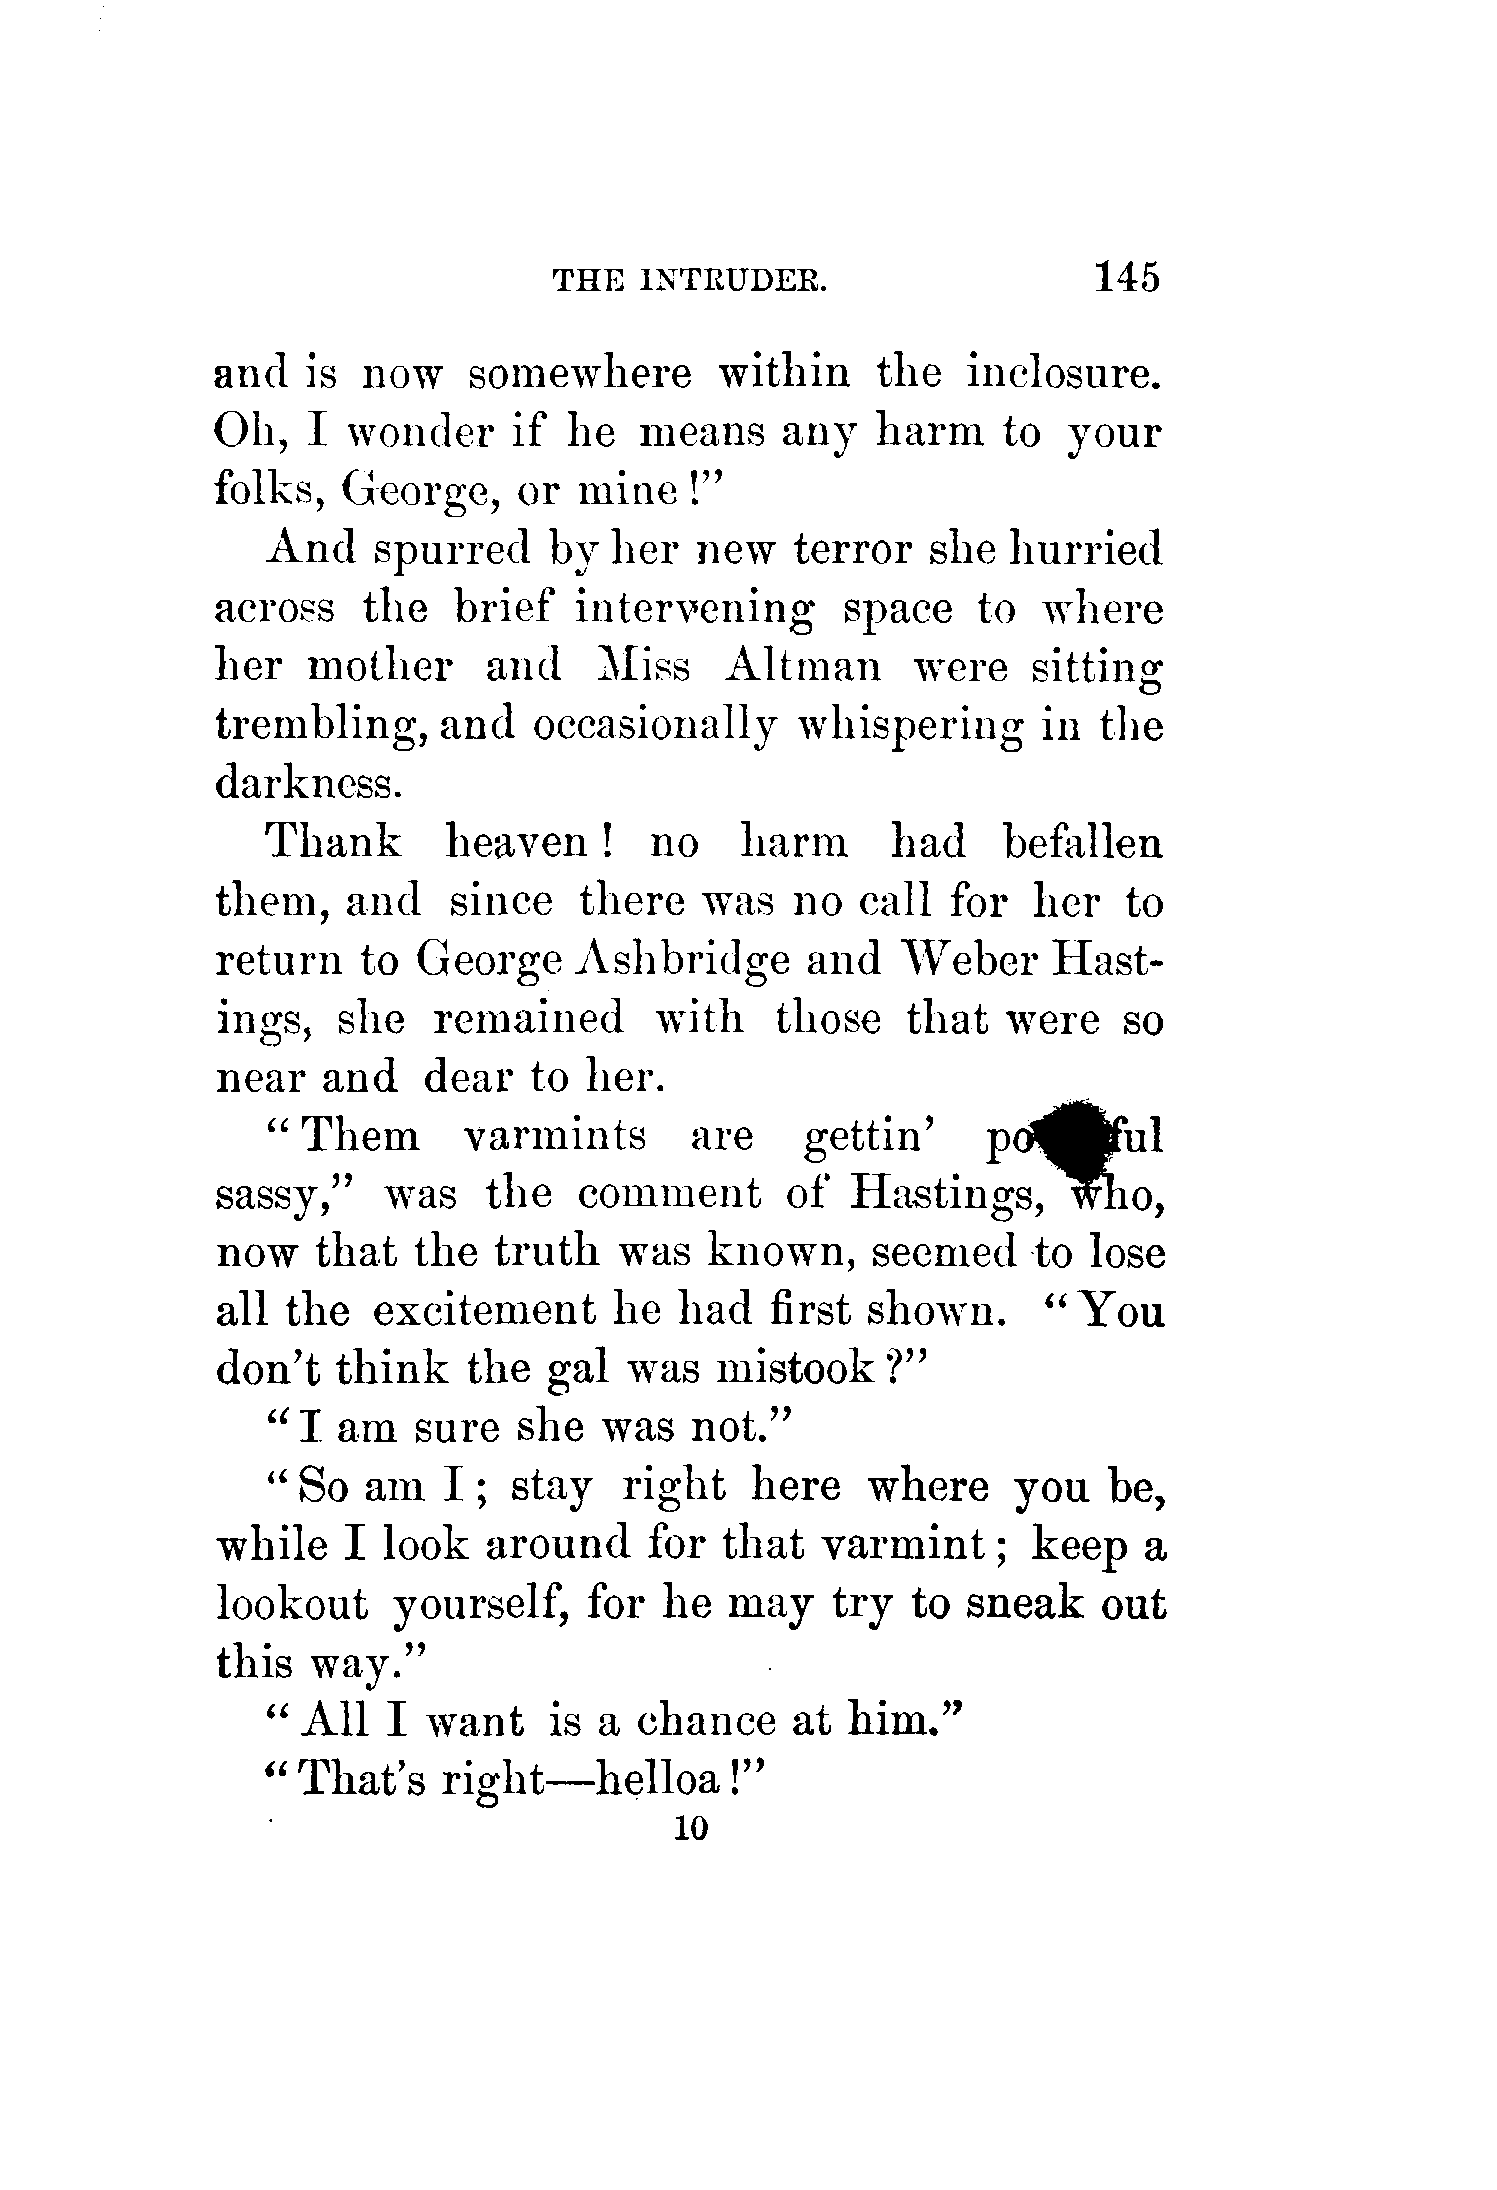 THE INTRUDER. 145
and is now somewhere within the inclosure.
Oh, I wonder if he means any harm to your
folks, George, or mine!"
And spurred by her new terror she hurried
across the brief intervening space to where
her mother and Miss Altman were sitting
trembling, and occasionally whispering in the
darkness.
Thank heaven! no harm had befallen
them, and since there was no call for her to
return to George Ashbridge and Weber Hast-
ings, she remained with those that were so
near and dear to her.
"Them varmints are gettin'
sassy," was the comment of Hastings, who,
now that the truth was known, seemed to lose
all the excitement he had first shown. "You
don't think the gal was mistook?"
"I am sure she was not."
"So am I; stay right here where you be,
while I look around for that varmint; keep a
lookout yourself, for he may try to sneak out
this way."
"All I want is a chance at him."
"That's right—helloa!"
10